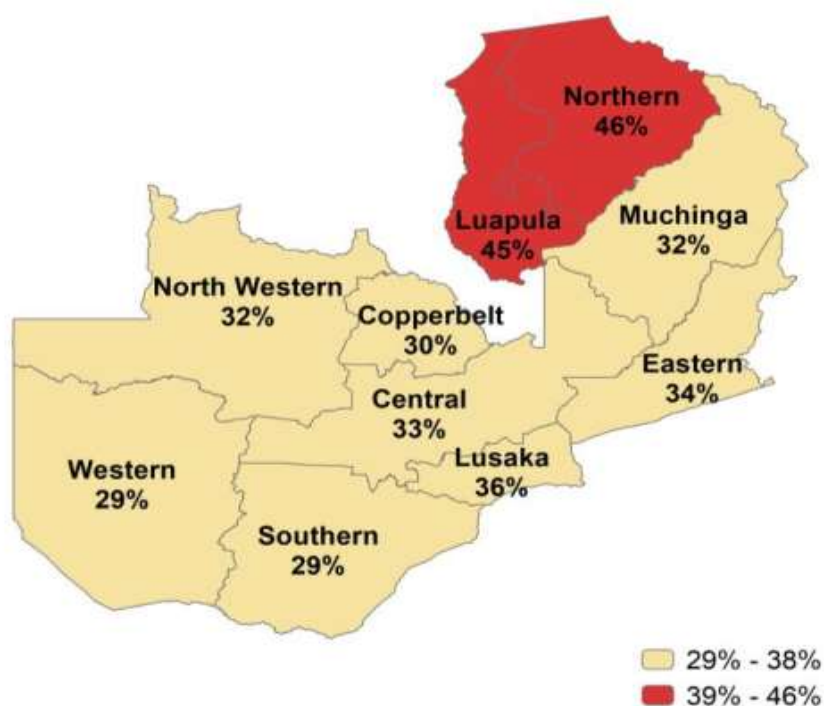 Northern
46%
Luapula
45%
Muchinga
32%
North Western
32%
Copperbelt
30%
Eastern
34%
Central
33%
Lusaka
36%
Western
29%
Southern
29%
29% - 38%
39% - 46%